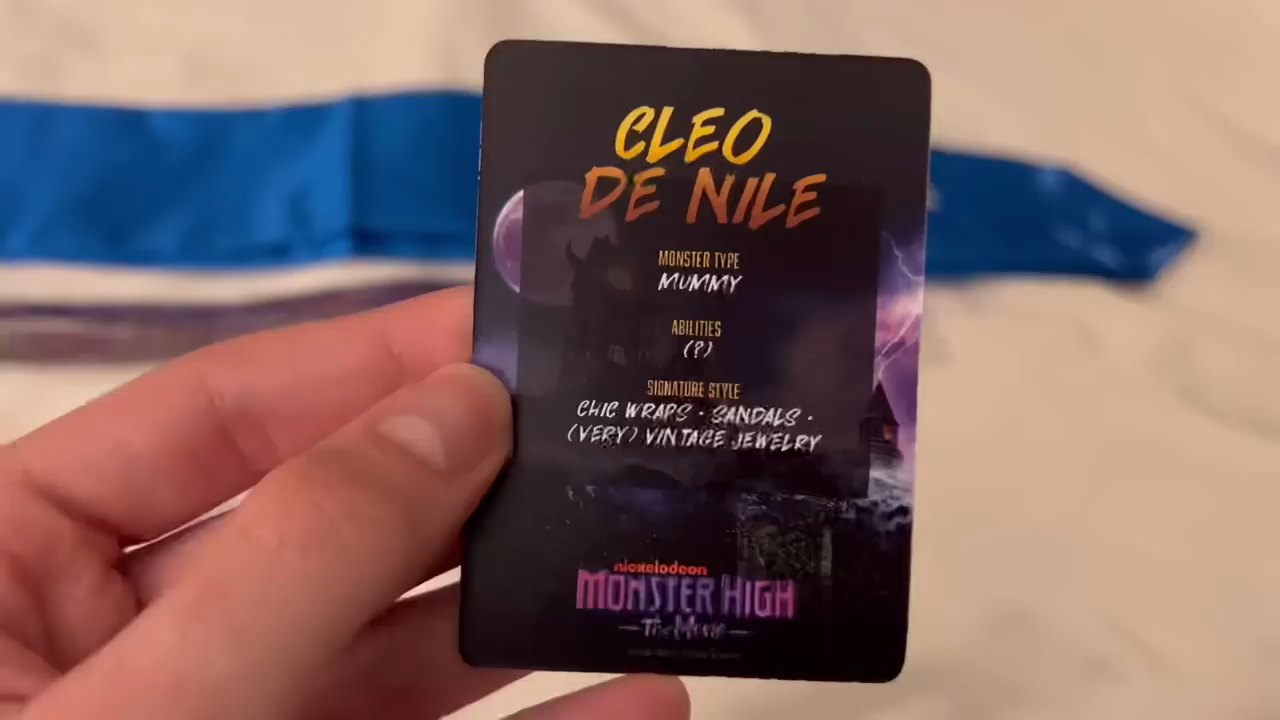 CLEO
DE NILE
MONSTER TYPE
MUMMY
ABILITIES
(?)
SIGNATURE STYLE
CHIC WRAPS • SANDALS •
(VERY) VINTAGE JEWELRY
nickelodeon
MONSTER HIGH
The Movie